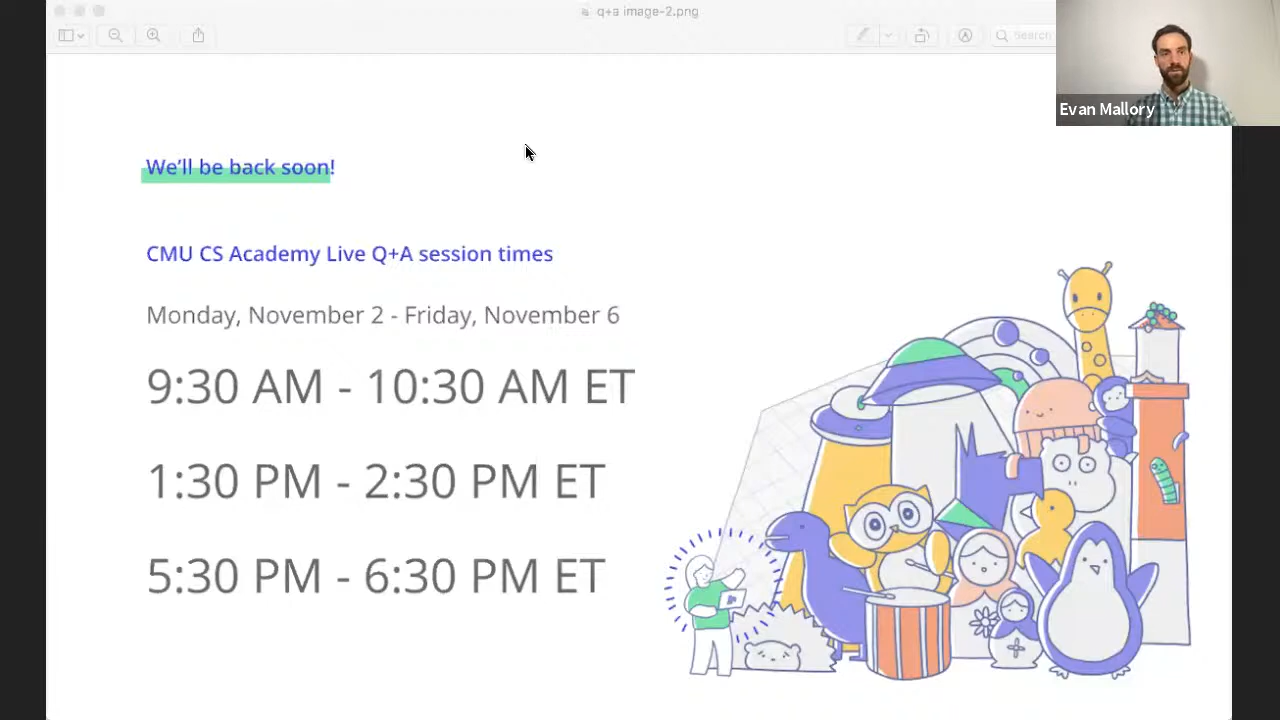 q+a image-2.png
Search
Evan Mallory
We'll be back soon!
CMU CS Academy Live Q+A session times
Monday, November 2 - Friday, November 6
9:30 AM - 10:30 AM ET
1:30 PM - 2:30 PM ET
5:30 PM - 6:30 PM ET